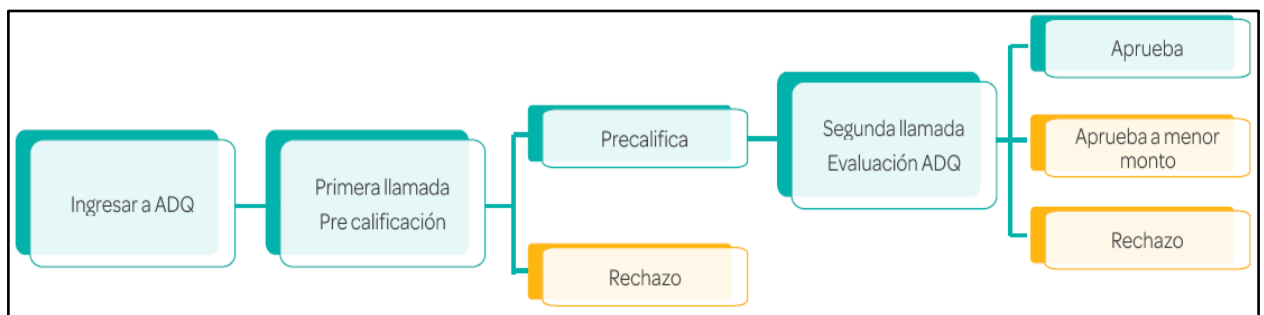 Ingresar a ADQ
Primera llamada
Pre calificación
Precalifica
Rechazo
Segunda llamada
Evaluación ADQ
Aprueba
Aprueba a menor
monto
Rechazo